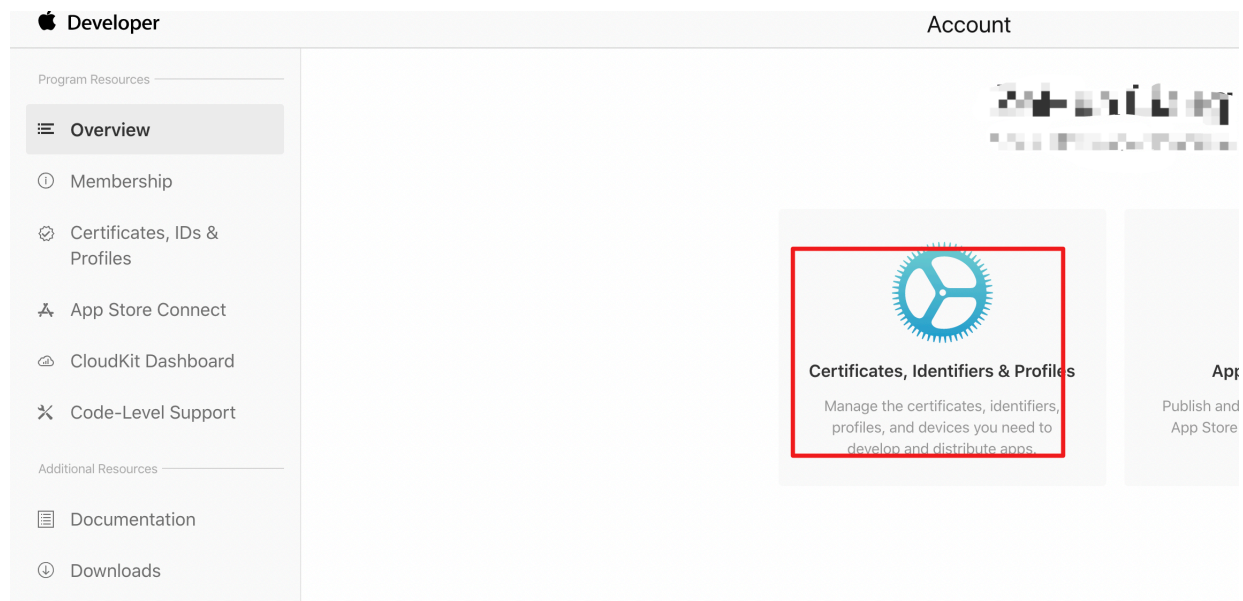 Developer
Account
Program Resources
Overview
Membership
Certificates, IDs &
Profiles
App Store Connect
CloudKit Dashboard
Code-Level Support
Additional Resources
Documentation
Downloads
Certificates, Identifiers & Profiles
Manage the certificates, identifiers,
profiles, and devices you need to
develop and distribute apps.
App
Publish and
App Store